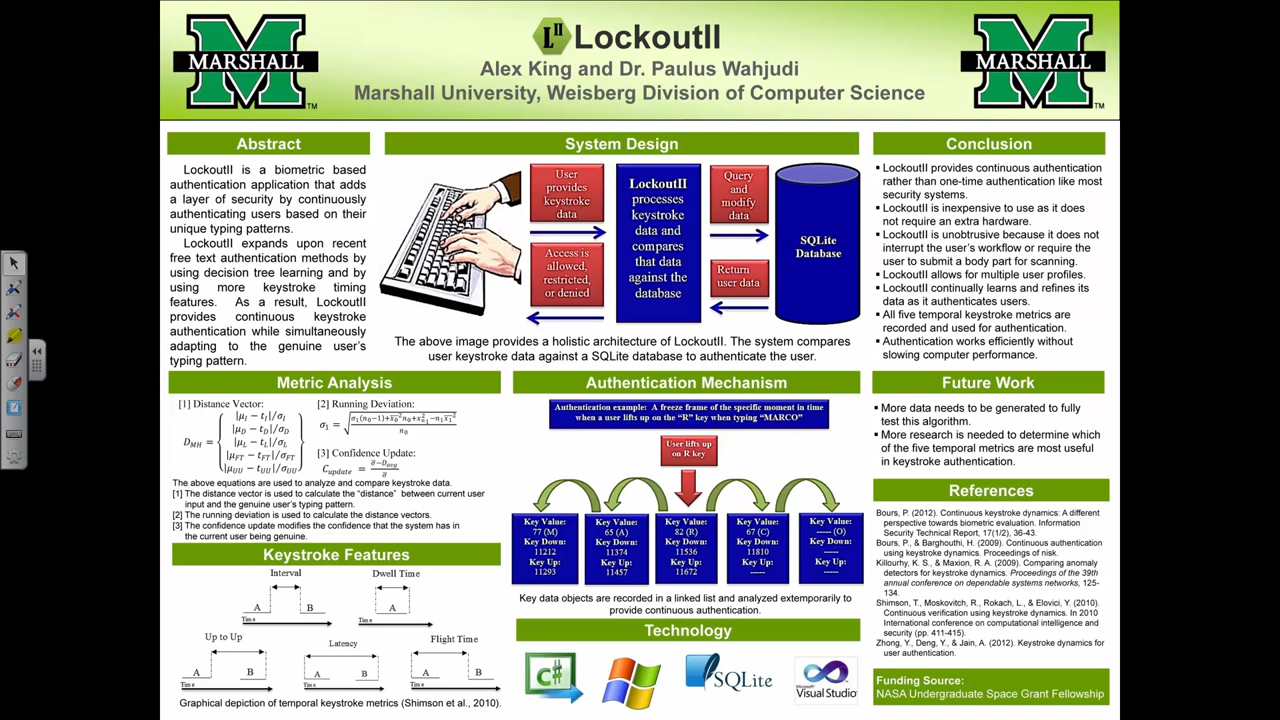 MARSHALL
TM
LII LockoutII
Alex King and Dr. Paulus Wahjudi
Marshall University, Weisberg Division of Computer Science
MARSHALL
TM
Abstract
LockoutII is a biometric based
authentication application that adds
a layer of security by continuously
authenticating users based on their
unique typing patterns.
LockoutII expands upon recent
free text authentication methods by
using decision tree learning and by
using more keystroke timing
features. As a result, LockoutII
provides continuous keystroke
authentication while simultaneously
adapting to the genuine user's
typing pattern.
System Design
User
provides
keystroke
data
Access is
allowed,
restricted,
or denied
LockoutII
processes
keystroke
data and
compares
that data
against the
database
Query
and
modify
data
Return
user data
SQLite
Database
The above image provides a holistic architecture of LockoutII. The system compares
user keystroke data against a SQLite database to authenticate the user.
Conclusion
▪ LockoutII provides continuous authentication
rather than one-time authentication like most
security systems.
▪ LockoutII is inexpensive to use as it does
not require an extra hardware.
▪ LockoutII is unobtrusive because it does not
interrupt the user's workflow or require the
user to submit a body part for scanning.
▪ LockoutII allows for multiple user profiles.
▪ LockoutII continually learns and refines its
data as it authenticates users.
▪ All five temporal keystroke metrics are
recorded and used for authentication.
▪ Authentication works efficiently without
slowing computer performance.
Metric Analysis
[1] Distance Vector:
D_MH = { |μ_I − t_I|/σ_I
|μ_D − t_D|/σ_D
|μ_L − t_L|/σ_L
|μ_FT − t_FT|/σ_FT
|μ_UU − t_UU|/σ_UU }
[2] Running Deviation:
[3] Confidence Update:
The above equations are used to analyze and compare keystroke data.
[1] The distance vector is used to calculate the "distance" between current user
input and the genuine user's typing pattern.
[2] The running deviation is used to calculate the distance vectors.
[3] The confidence update modifies the confidence that the system has in
the current user being genuine.
Keystroke Features
Interval
A B
Time
Dwell Time
A
Time
Up to Up
A B
Time
Latency
A B
Time
Flight Time
A B
Time
Graphical depiction of temporal keystroke metrics (Shimson et al., 2010).
Authentication Mechanism
Authentication example: A freeze frame of the specific moment in time
when a user lifts up on the "R" key when typing "MARCO"
User lifts up
on R key
Key Value:
77 (M)
Key Down:
11212
Key Up:
11293
Key Value:
65 (A)
Key Down:
11374
Key Up:
11457
Key Value:
82 (R)
Key Down:
11536
Key Up:
11672
Key Value:
67 (C)
Key Down:
11810
Key Up:
-----
Key Value:
----- (O)
Key Down:
-----
Key Up:
-----
Key data objects are recorded in a linked list and analyzed extemporarily to
provide continuous authentication.
Technology
C#
SQLite
Microsoft
Visual Studio
Future Work
▪ More data needs to be generated to fully
test this algorithm.
▪ More research is needed to determine which
of the five temporal metrics are most useful
in keystroke authentication.
References
Bours, P. (2012). Continuous keystroke dynamics: A different
perspective towards biometric evaluation. Information
Security Technical Report, 17(1/2), 36-43.
Bours, P., & Barghouthi, H. (2009). Continuous authentication
using keystroke dynamics. Proceedings of risk.
Killourhy, K. S., & Maxion, R. A. (2009). Comparing anomaly
detectors for keystroke dynamics. Proceedings of the 39th
annual conference on dependable systems networks, 125-
134.
Shimson, T., Moskovitch, R., Rokach, L., & Elovici, Y. (2010).
Continuous verification using keystroke dynamics. In 2010
International conference on computational intelligence and
security (pp. 411-415).
Zhong, Y., Deng, Y., & Jain, A. (2012). Keystroke dynamics for
user authentication.
Funding Source:
NASA Undergraduate Space Grant Fellowship